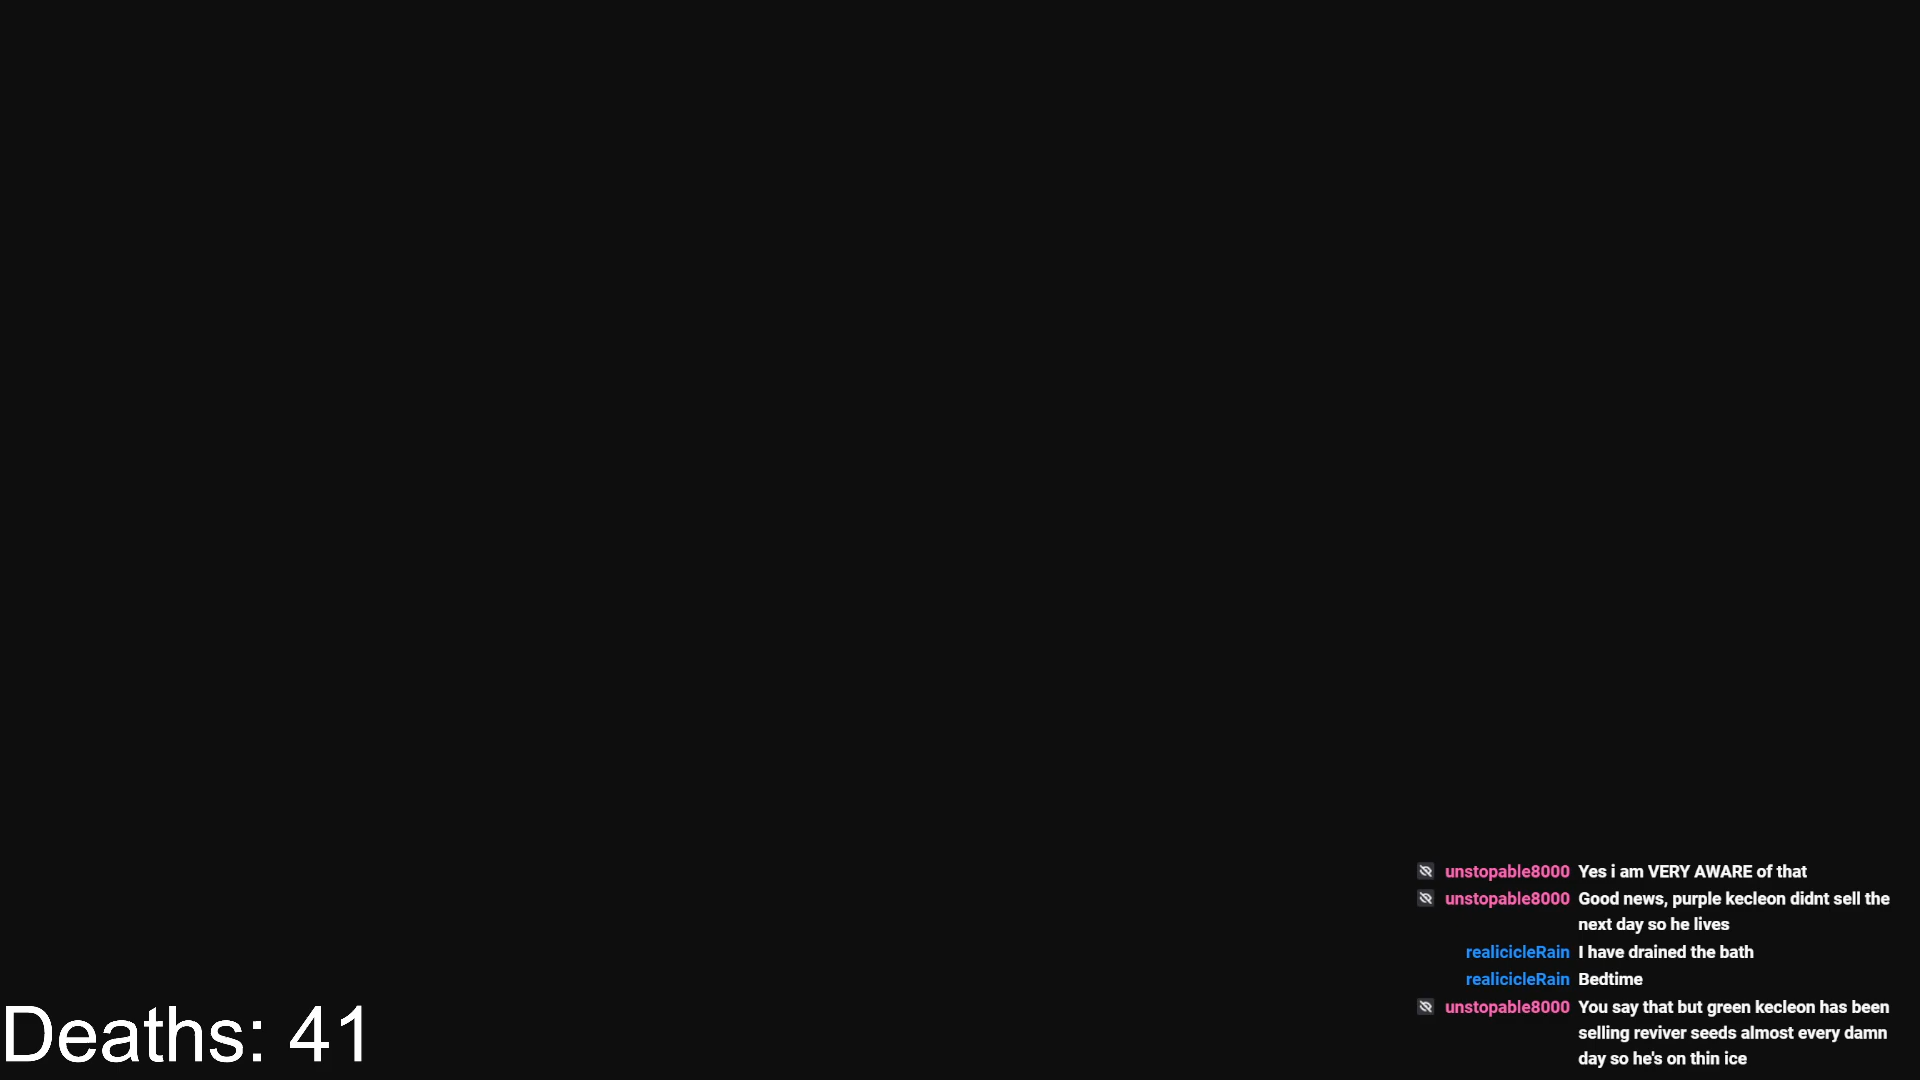 unstopable8000 Yes i am VERY AWARE of that
unstopable8000 Good news, purple kecleon didnt sell the
next day so he lives
realicicleRain I have drained the bath
realicicleRain Bedtime
unstopable8000 You say that but green kecleon has been
selling reviver seeds almost every damn
day so he's on thin ice
Deaths: 41